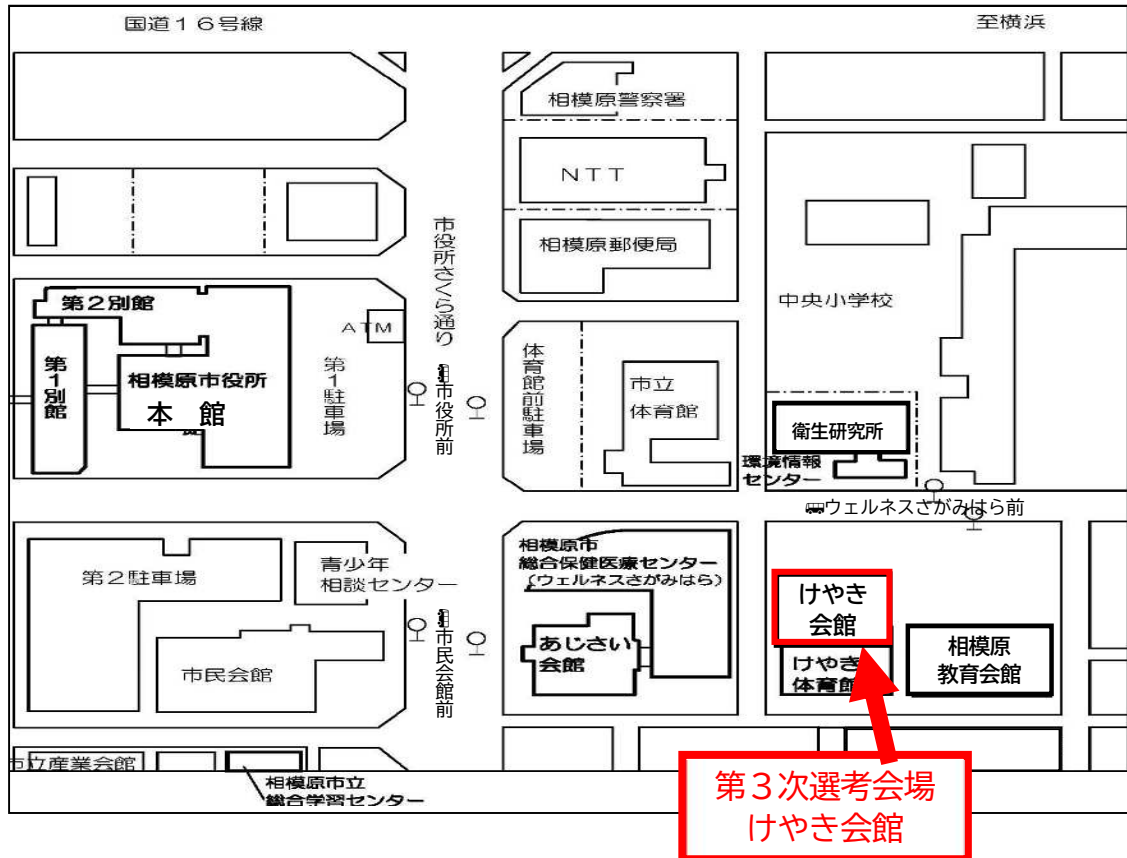 国道16号線
至横浜
相模原警察署
NTT
相模原郵便局
中央小学校
市役所さくら通り
第2別館
第1別館
相模原市役所
本 館
ATM
第1駐車場
市役所前
体育館前駐車場
市立
体育館
衛生研究所
環境情報
センター
ウェルネスさがみはら前
第2駐車場
青少年
相談センター
市民会館
市民会館前
相模原市
総合保健医療センター
(ウェルネスさがみはら)
あじさい
会館
けやき
会館
けやき
体育館
相模原
教育会館
市立産業会館
相模原市立
総合学習センター
第3次選考会場
けやき会館